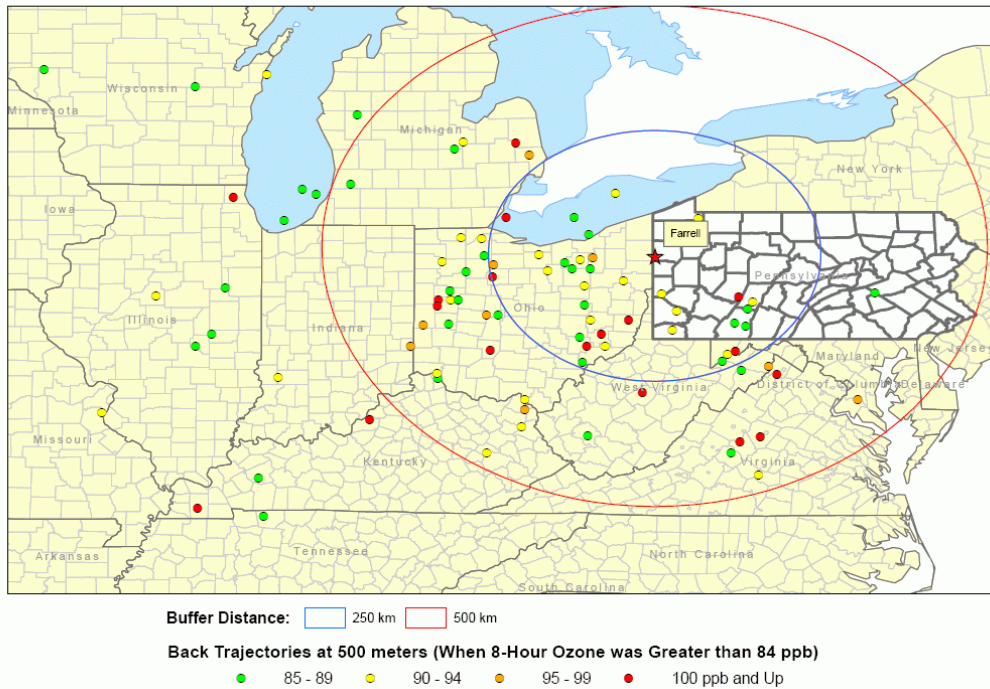 Minnesota
Wisconsin
Michigan
New York
Iowa
Farrell
Pennsylvania
Illinois
Indiana
Ohio
New Jersey
Maryland
West Virginia
District of Columbia
Delaware
Missouri
Kentucky
Virginia
Arkansas
Tennessee
North Carolina
South Carolina
Buffer Distance: 250 km 500 km
Back Trajectories at 500 meters (When 8-Hour Ozone was Greater than 84 ppb)
85 - 89 90 - 94 95 - 99 100 ppb and Up